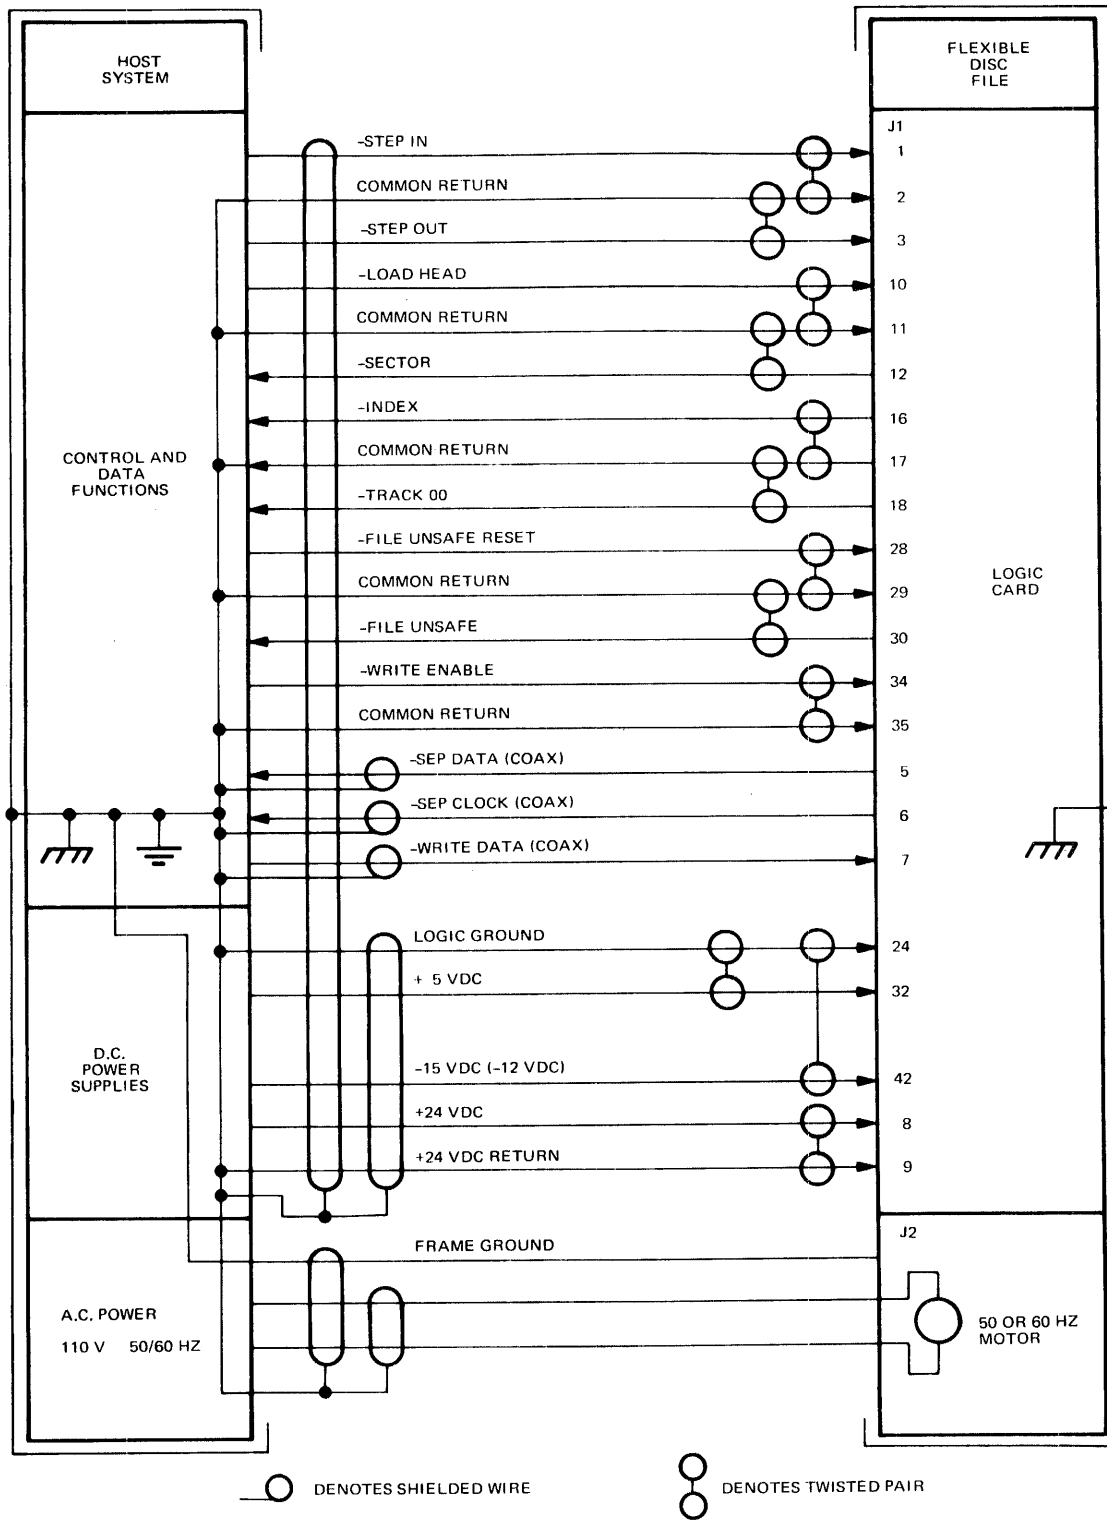 HOST
SYSTEM
FLEXIBLE
DISC
FILE
J1
-STEP IN
1
COMMON RETURN
2
-STEP OUT
3
-LOAD HEAD
10
COMMON RETURN
11
-SECTOR
12
-INDEX
16
CONTROL AND
DATA
FUNCTIONS
COMMON RETURN
17
-TRACK 00
18
-FILE UNSAFE RESET
28
COMMON RETURN
29
LOGIC
CARD
-FILE UNSAFE
30
-WRITE ENABLE
34
COMMON RETURN
35
-SEP DATA (COAX)
5
-SEP CLOCK (COAX)
6
-WRITE DATA (COAX)
7
LOGIC GROUND
24
+ 5 VDC
32
D.C.
POWER
SUPPLIES
-15 VDC (-12 VDC)
42
+24 VDC
8
+24 VDC RETURN
9
J2
FRAME GROUND
A.C. POWER
110 V 50/60 HZ
50 OR 60 HZ
MOTOR
DENOTES SHIELDED WIRE
DENOTES TWISTED PAIR